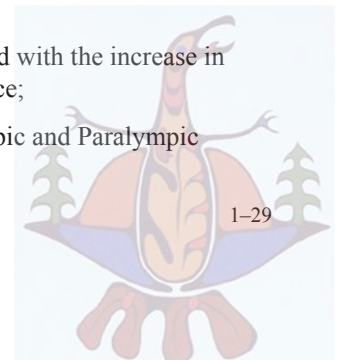 d with the increase in
ce;
pic and Paralympic
1–29